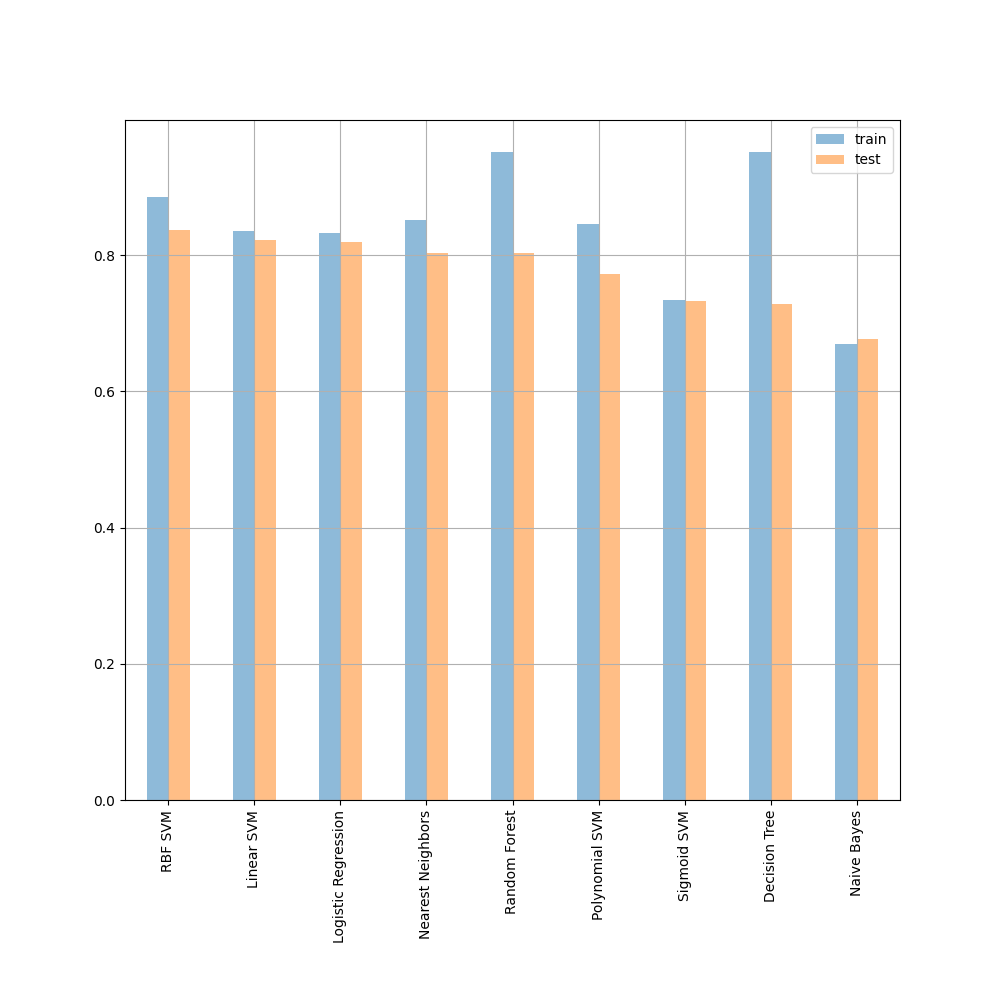 train
test
0.8
0.6
0.4
0.2
0.0
RBF SVM
Linear SVM
Logistic Regression
Nearest Neighbors
Random Forest
Polynomial SVM
Sigmoid SVM
Decision Tree
Naive Bayes